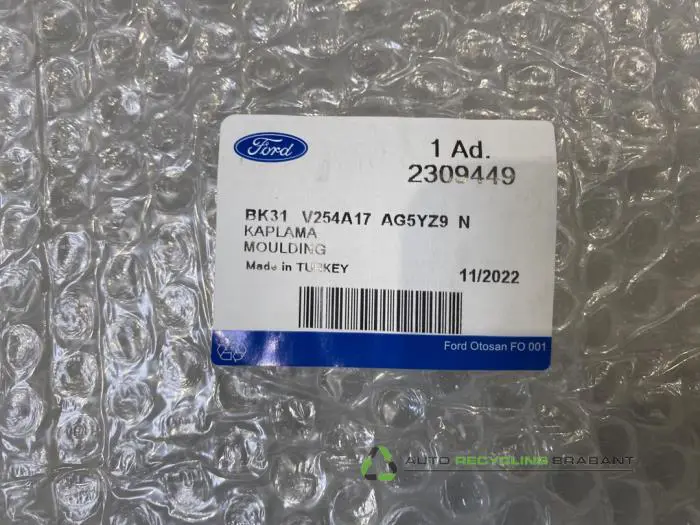 Ford
1 Ad.
2309449
BK31 V254A17 AG5YZ9 N
KAPLAMA
MOULDING
Made in TURKEY
11/2022
Ford Otosan FO 001
AUTO RECYCLING BRABANT